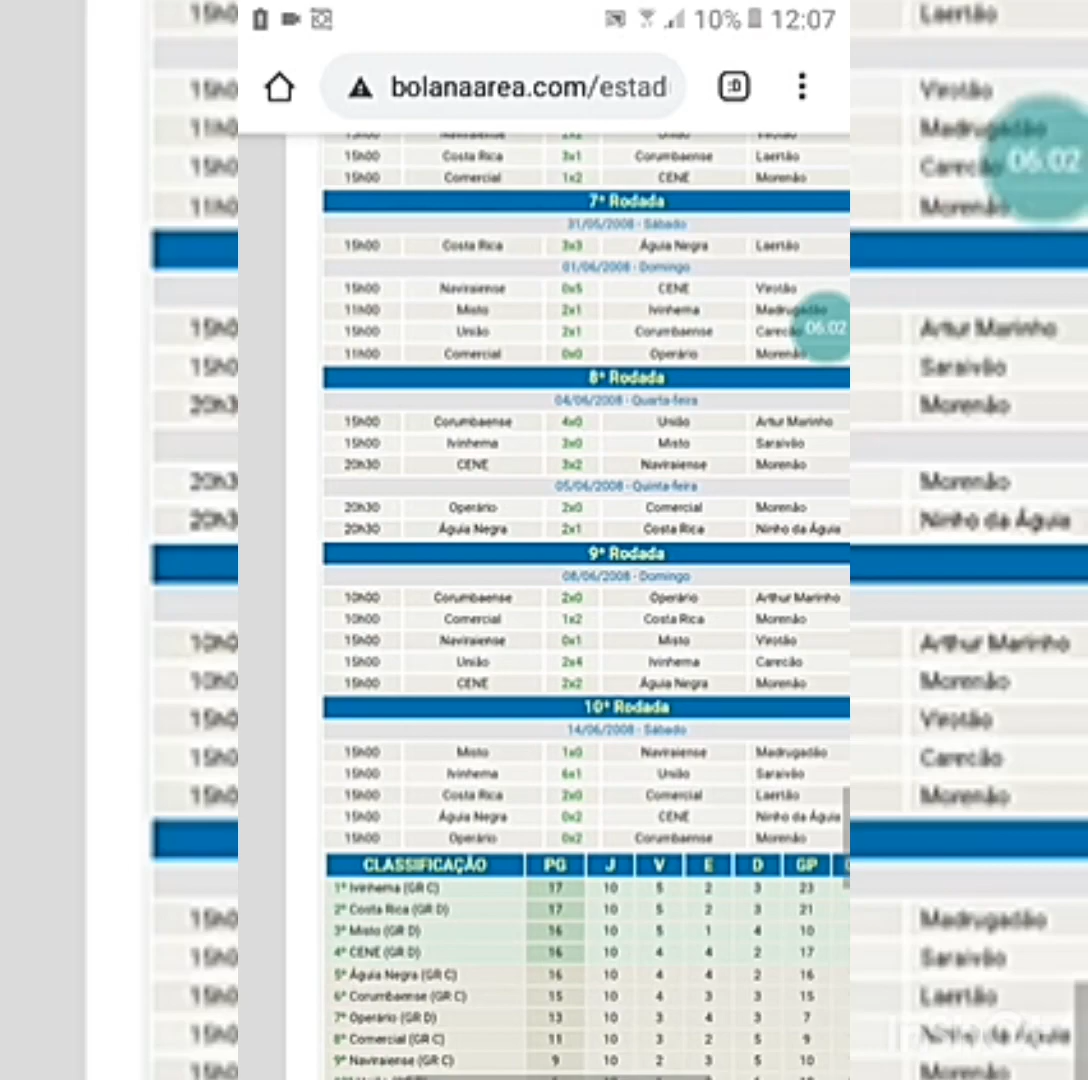 10% 12:07
bolanaarea.com/estad
15h00 Naviraiense 2x2 União Virotão
15h00 Costa Rica 3x1 Corumbaense Laertão
15h00 Comercial 1x2 CENE Morenão
7ª Rodada
31/05/2008 - Sábado
15h00 Costa Rica 3x3 Águia Negra Laertão
01/06/2008 - Domingo
15h00 Naviraiense 0x5 CENE Virotão
11h00 Misto 2x1 Ivinhema Madrugadão
15h00 União 2x1 Corumbaense Carecão
06:02
11h00 Comercial 0x0 Operário Morenão
8ª Rodada
04/06/2008 - Quarta-feira
15h00 Corumbaense 4x0 União Artur Marinho
15h00 Ivinhema 3x0 Misto Saraivão
20h30 CENE 3x2 Naviraiense Morenão
05/06/2008 - Quinta-feira
20h30 Operário 2x0 Comercial Morenão
20h30 Águia Negra 2x1 Costa Rica Ninho da Águia
9ª Rodada
08/06/2008 - Domingo
10h00 Corumbaense 2x0 Operário Arthur Marinho
10h00 Comercial 1x2 Costa Rica Morenão
15h00 Naviraiense 0x1 Misto Virotão
15h00 União 2x4 Ivinhema Carecão
15h00 CENE 2x2 Águia Negra Morenão
10ª Rodada
14/06/2008 - Sábado
15h00 Misto 1x0 Naviraiense Madrugadão
15h00 Ivinhema 6x1 União Saraivão
15h00 Costa Rica 2x0 Comercial Laertão
15h00 Águia Negra 0x2 CENE Ninho da Águia
15h00 Operário 0x2 Corumbaense Morenão
CLASSIFICAÇÃO PG J V E D GP
1º Ivinhema (GR C) 17 10 5 2 3 23
2º Costa Rica (GR D) 17 10 5 2 3 21
3º Misto (GR D) 16 10 5 1 4 10
4º CENE (GR D) 16 10 4 4 2 17
5º Águia Negra (GR C) 16 10 4 4 2 16
6º Corumbaense (GR C) 15 10 4 3 3 15
7º Operário (GR D) 13 10 3 4 3 7
8º Comercial (GR C) 11 10 3 2 5 9
9º Naviraiense (GR C) 9 10 2 3 5 10